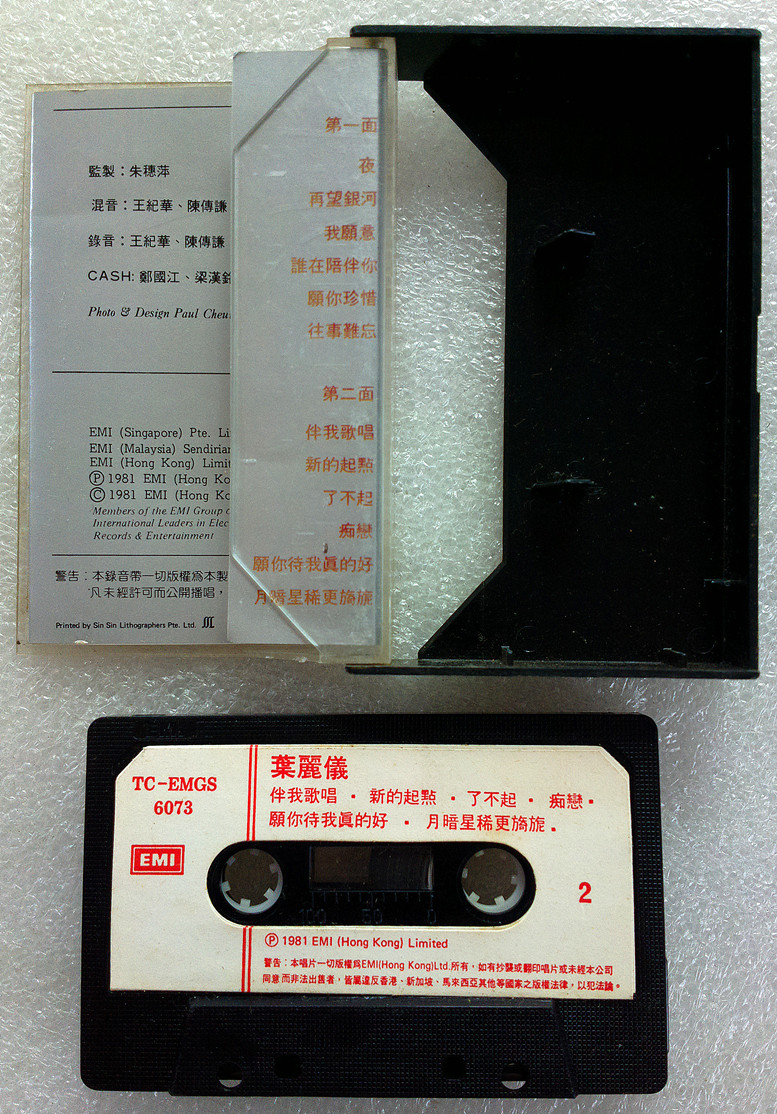 監製：朱穗萍
混音：王紀華、陳傳謙
錄音：王紀華、陳傳謙
CASH: 鄭國江、梁漢
Photo & Design Paul
EMI (Singapore) Pte.
EMI (Malaysia)
EMI (Hong Kong)
Ⓟ 1981 EMI (Hong
© 1981 EMI (Hong
Members of the EMI Group
International Leaders in
Records & Entertainment
警告：本錄音帶一切版權為本製
凡未經許可而公開播唱，
Printed by Sin Sin Lithographers Pte. Ltd.
第一面
夜
再望銀河
我願意
誰在陪伴你
願你珍惜
往事難忘
第二面
伴我歌唱
新的起點
了不起
痴戀
願你待我真的好
月暗星稀更旖旎
TC-EMGS
6073
EMI
葉麗儀
伴我歌唱 · 新的起點 · 了不起 · 痴戀 ·
願你待我真的好 · 月暗星稀更旖旎 .
2
100 50 0
Ⓟ 1981 EMI (Hong Kong) Limited
警告：本唱片一切版權為EMI(Hong Kong)Ltd.所有，如有抄襲或翻印唱片或未經本公司
同意而非法出售者，皆屬違反香港、新加坡、馬來西亞其他等國家之版權法律，以犯法論。